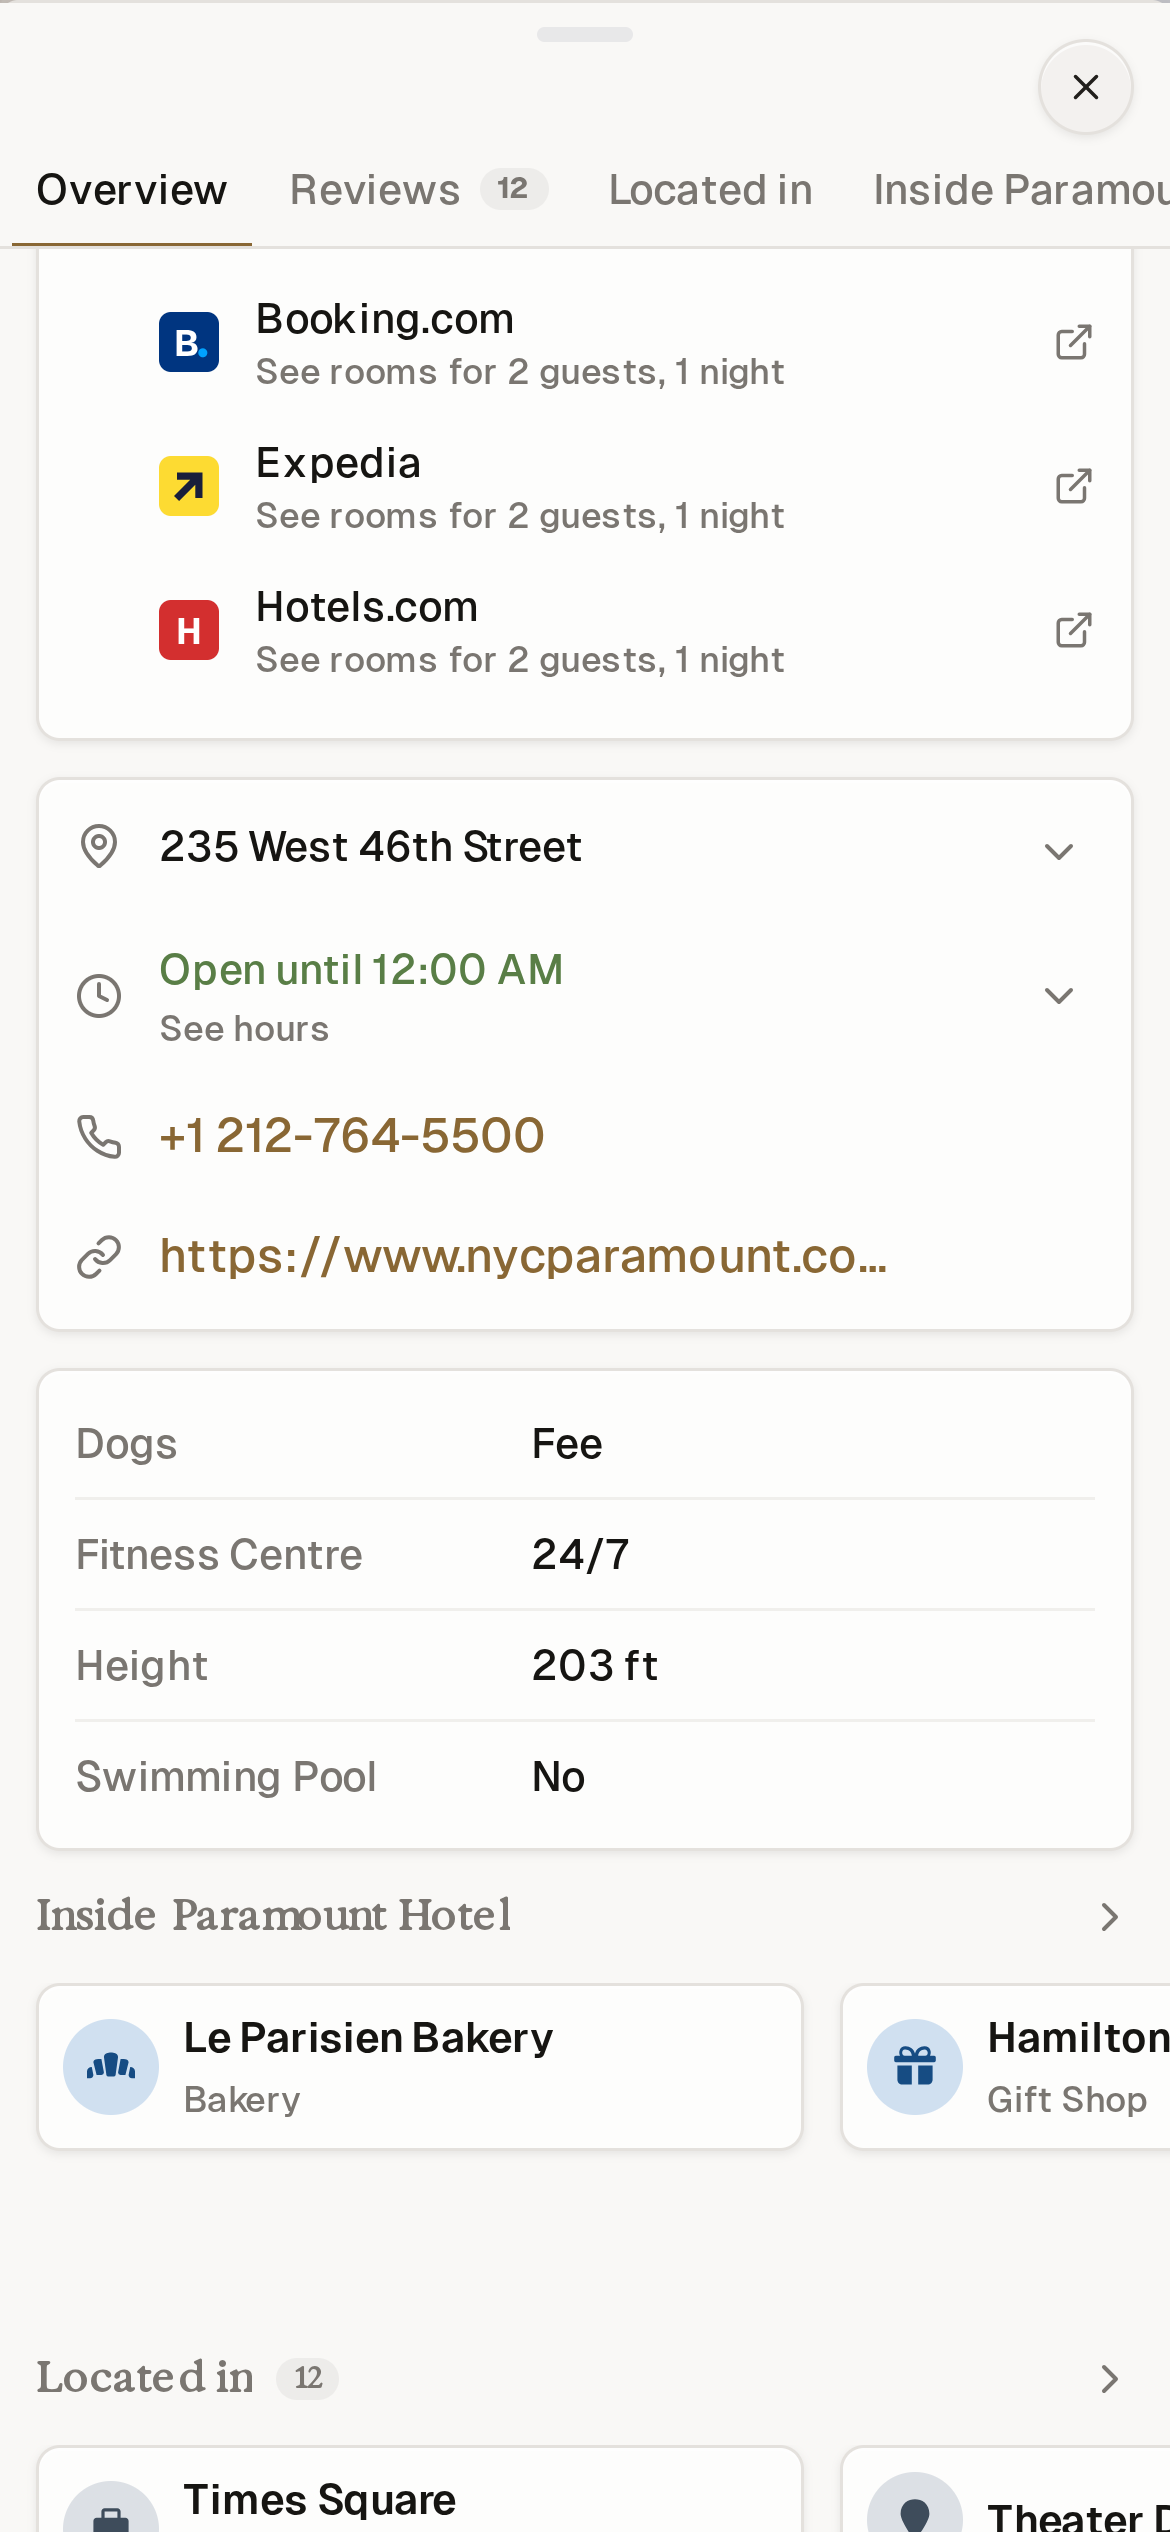 Overview
Reviews 12
Located in
Inside Paramou
B. Booking.com
See rooms for 2 guests, 1 night
Expedia
See rooms for 2 guests, 1 night
H Hotels.com
See rooms for 2 guests, 1 night
235 West 46th Street
Open until 12:00 AM
See hours
+1 212-764-5500
https://www.nycparamount.co...
Dogs Fee
Fitness Centre 24/7
Height 203 ft
Swimming Pool No
Inside Paramount Hotel
Le Parisien Bakery
Bakery
Hamilton
Gift Shop
Located in 12
Times Square
Theater D